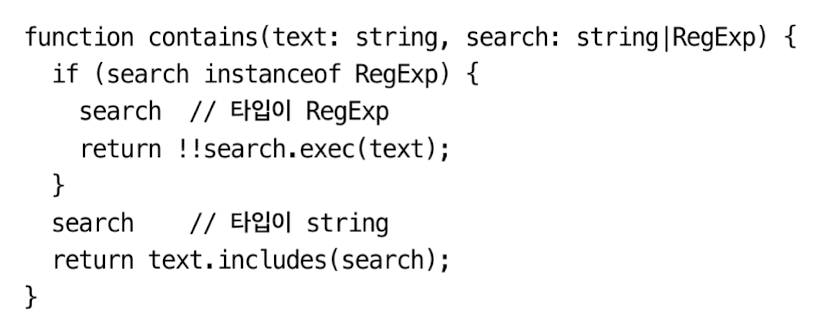 function contains(text: string, search: string|RegExp) {
  if (search instanceof RegExp) {
    search  // 타입이 RegExp
    return !!search.exec(text);
  }
  search    // 타입이 string
  return text.includes(search);
}